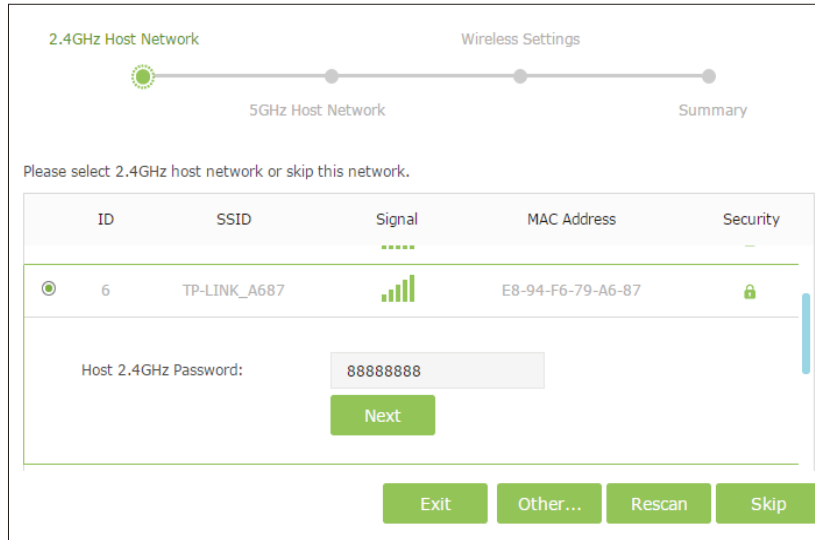 2.4GHz Host Network
Wireless Settings
5GHz Host Network
Summary
Please select 2.4GHz host network or skip this network.
ID SSID Signal MAC Address Security
6 TP-LINK_A687 E8-94-F6-79-A6-87
Host 2.4GHz Password: 88888888
Next
Exit Other... Rescan Skip